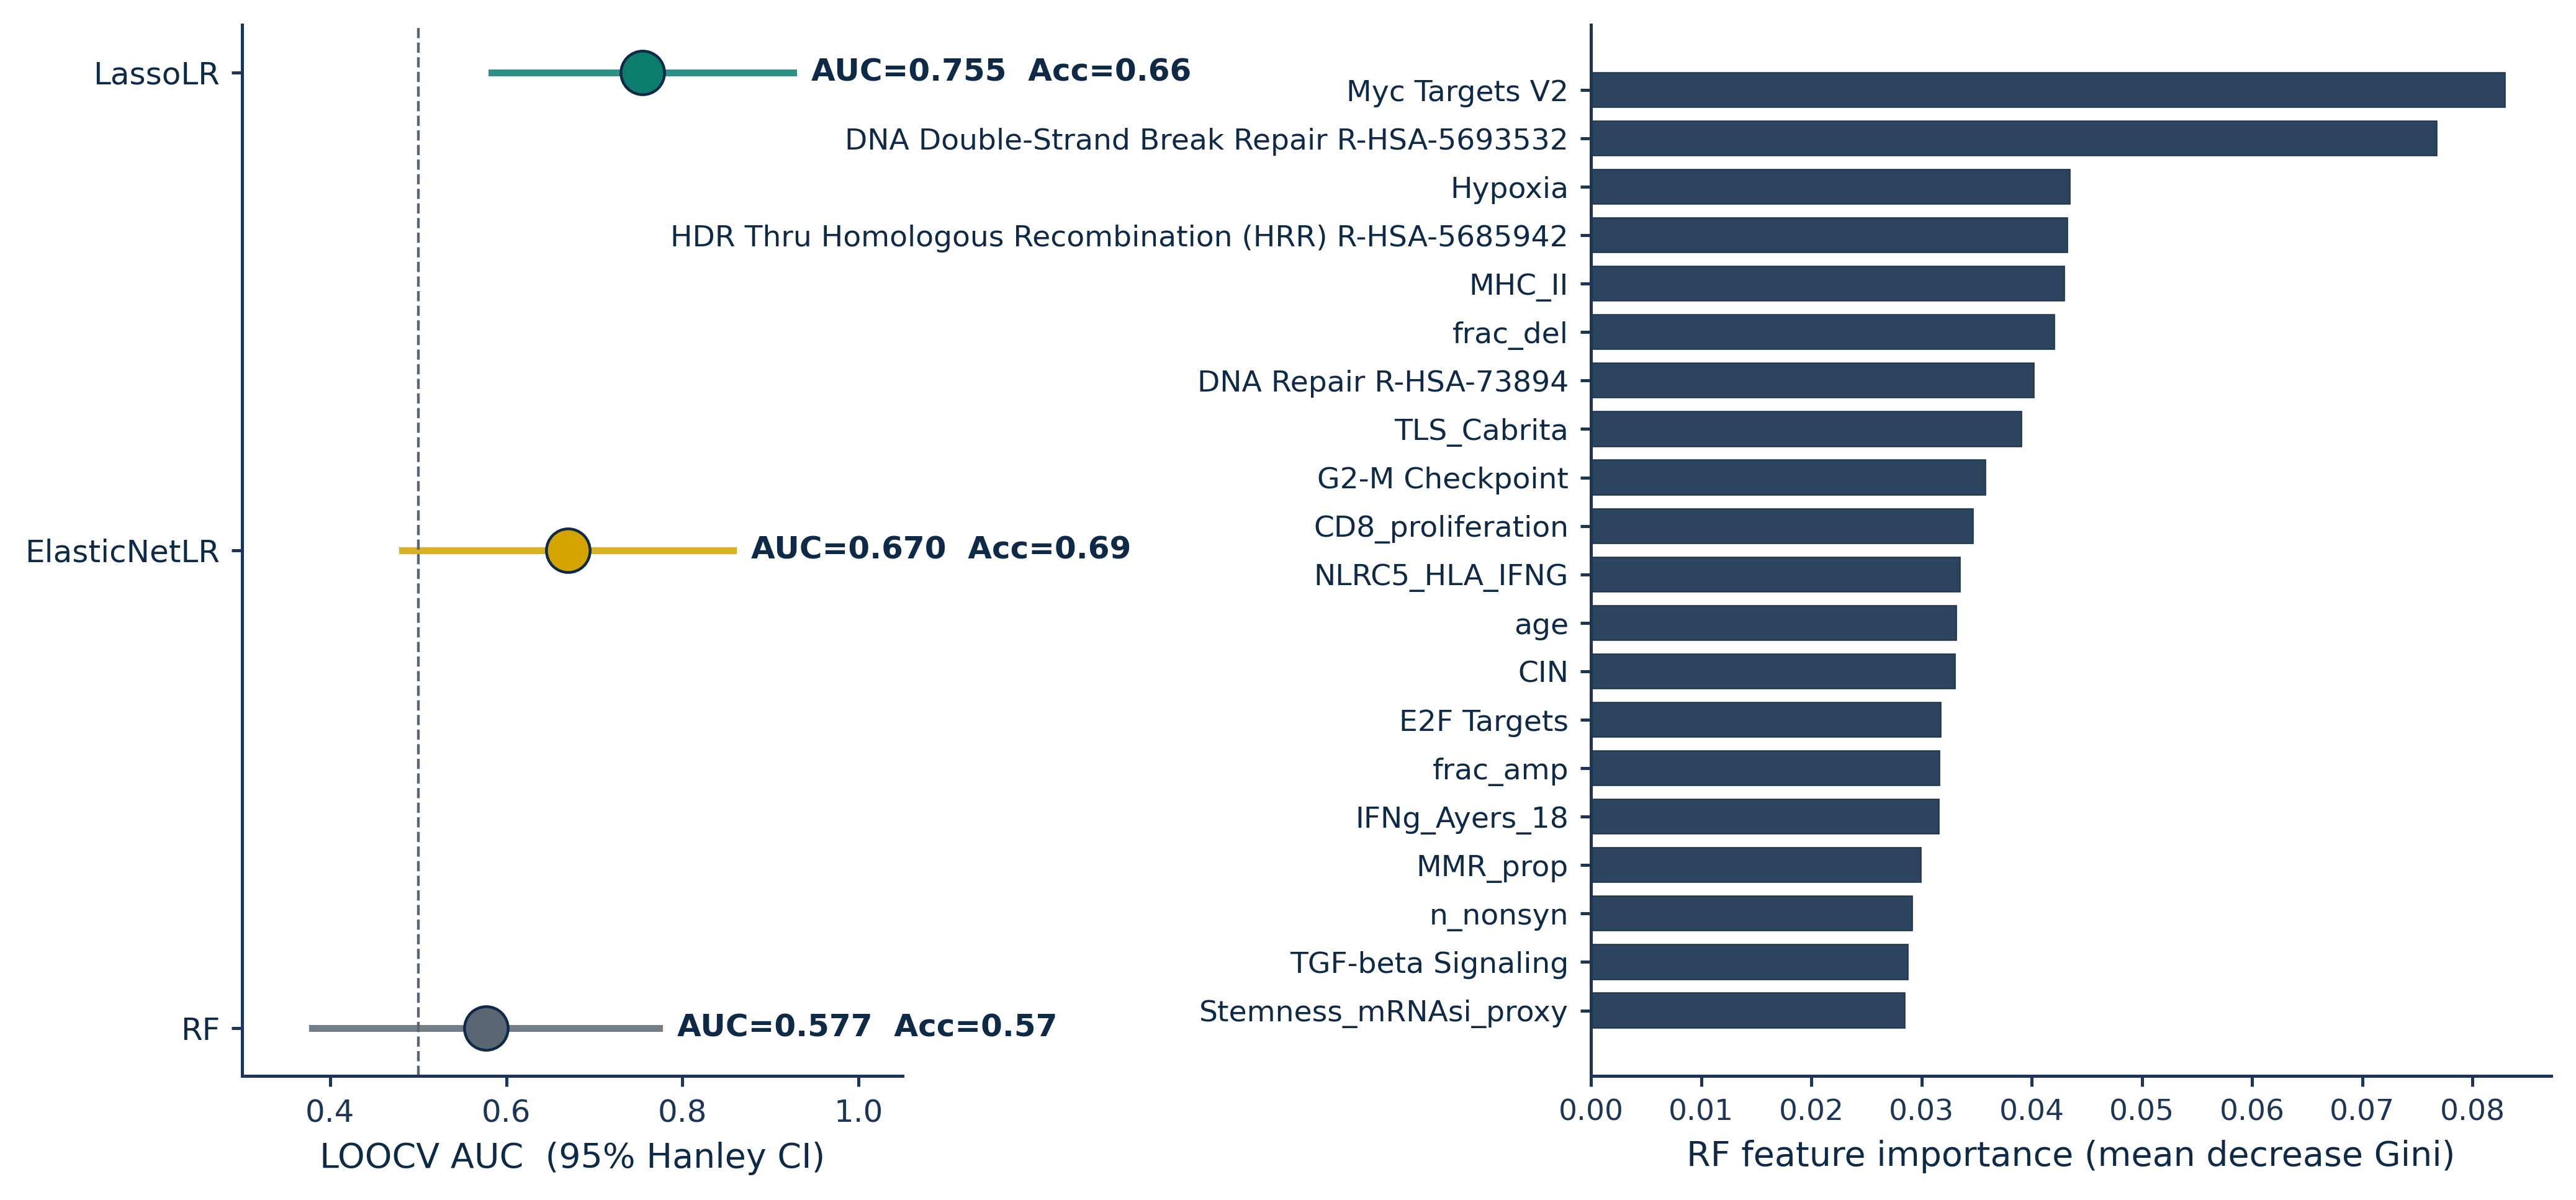 LassoLR
AUC=0.755  Acc=0.66
ElasticNetLR
AUC=0.670  Acc=0.69
RF
AUC=0.577  Acc=0.57
0.4
0.6
0.8
1.0
LOOCV AUC  (95% Hanley CI)
Myc Targets V2
DNA Double-Strand Break Repair R-HSA-5693532
Hypoxia
HDR Thru Homologous Recombination (HRR) R-HSA-5685942
MHC_II
frac_del
DNA Repair R-HSA-73894
TLS_Cabrita
G2-M Checkpoint
CD8_proliferation
NLRC5_HLA_IFNG
age
CIN
E2F Targets
frac_amp
IFNg_Ayers_18
MMR_prop
n_nonsyn
TGF-beta Signaling
Stemness_mRNAsi_proxy
0.00
0.01
0.02
0.03
0.04
0.05
0.06
0.07
0.08
RF feature importance (mean decrease Gini)